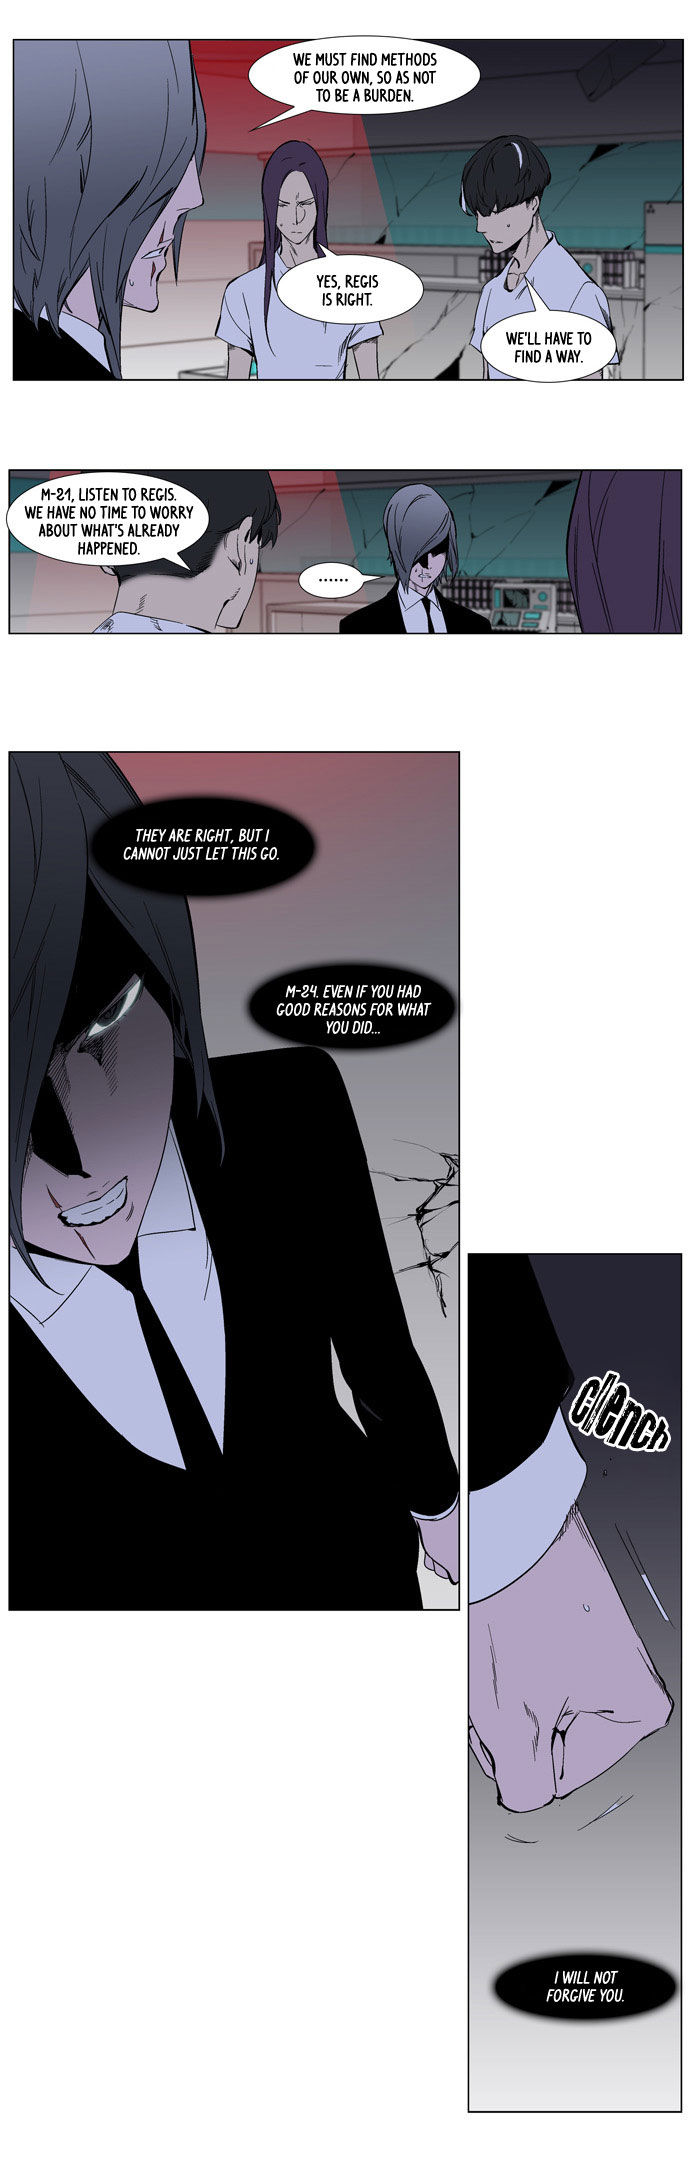 WE MUST FIND METHODS
OF OUR OWN, SO AS NOT
TO BE A BURDEN.
YES, REGIS
IS RIGHT.
WE'LL HAVE TO
FIND A WAY.
M-21, LISTEN TO REGIS.
WE HAVE NO TIME TO WORRY
ABOUT WHAT'S ALREADY
HAPPENED.
......
THEY ARE RIGHT, BUT I
CANNOT JUST LET THIS GO.
M-24. EVEN IF YOU HAD
GOOD REASONS FOR WHAT
YOU DID...
clench
I WILL NOT
FORGIVE YOU.